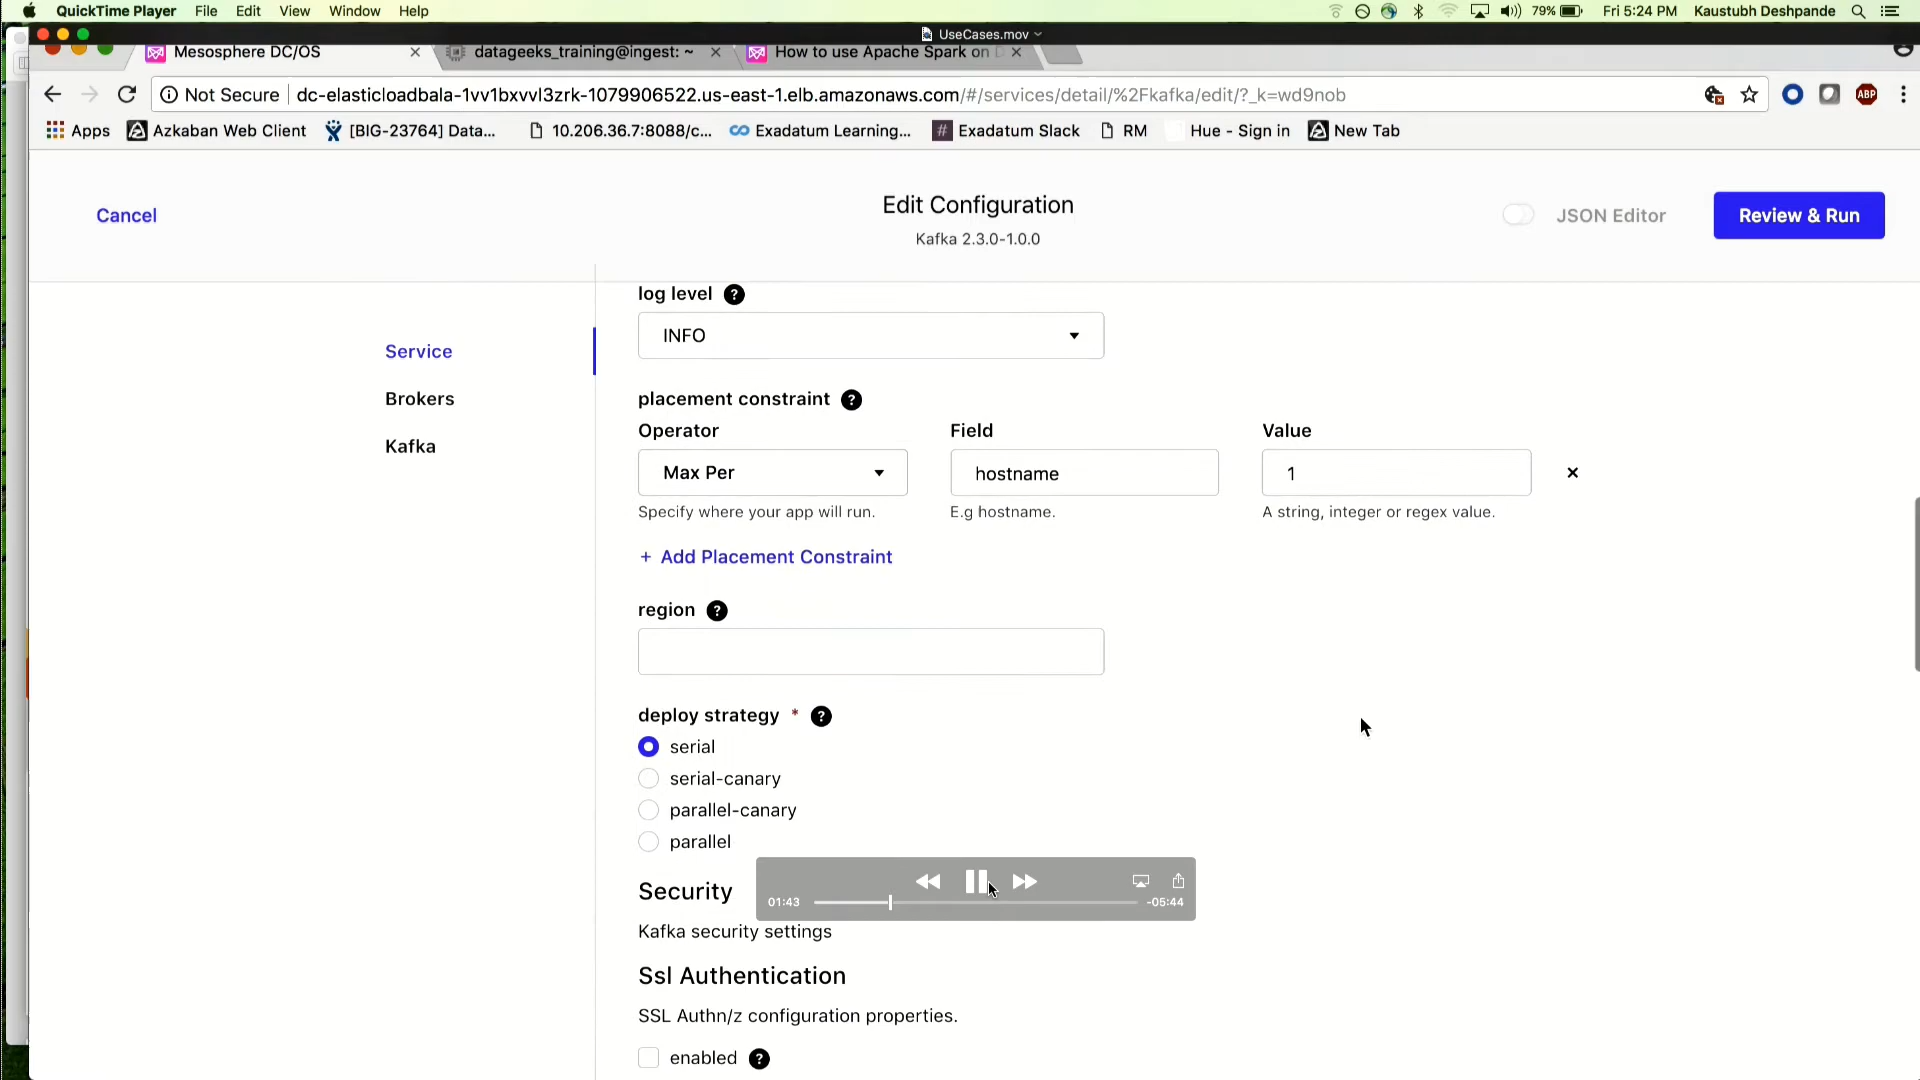 QuickTime Player File Edit View Window Help 79% Fri 5:24 PM Kaustubh Deshpande
UseCases.mov
Mesosphere DC/OS datageeks_training@ingest: ~ How to use Apache Spark on D
Not Secure dc-elasticloadbala-1vv1bxvvl3zrk-1079906522.us-east-1.elb.amazonaws.com/#/services/detail/%2Fkafka/edit/?_k=wd9nob ABP
Apps Azkaban Web Client [BIG-23764] Data... 10.206.36.7:8088/c... Exadatum Learning... # Exadatum Slack RM Hue - Sign in New Tab
Cancel
Edit Configuration
Kafka 2.3.0-1.0.0
JSON Editor
Review & Run
Service
Brokers
Kafka
log level ?
INFO
placement constraint ?
Operator Field Value
Max Per hostname 1
Specify where your app will run. E.g hostname. A string, integer or regex value.
+ Add Placement Constraint
region ?
deploy strategy * ?
serial
serial-canary
parallel-canary
parallel
Security
01:43 -05:44
Kafka security settings
Ssl Authentication
SSL Authn/z configuration properties.
enabled ?